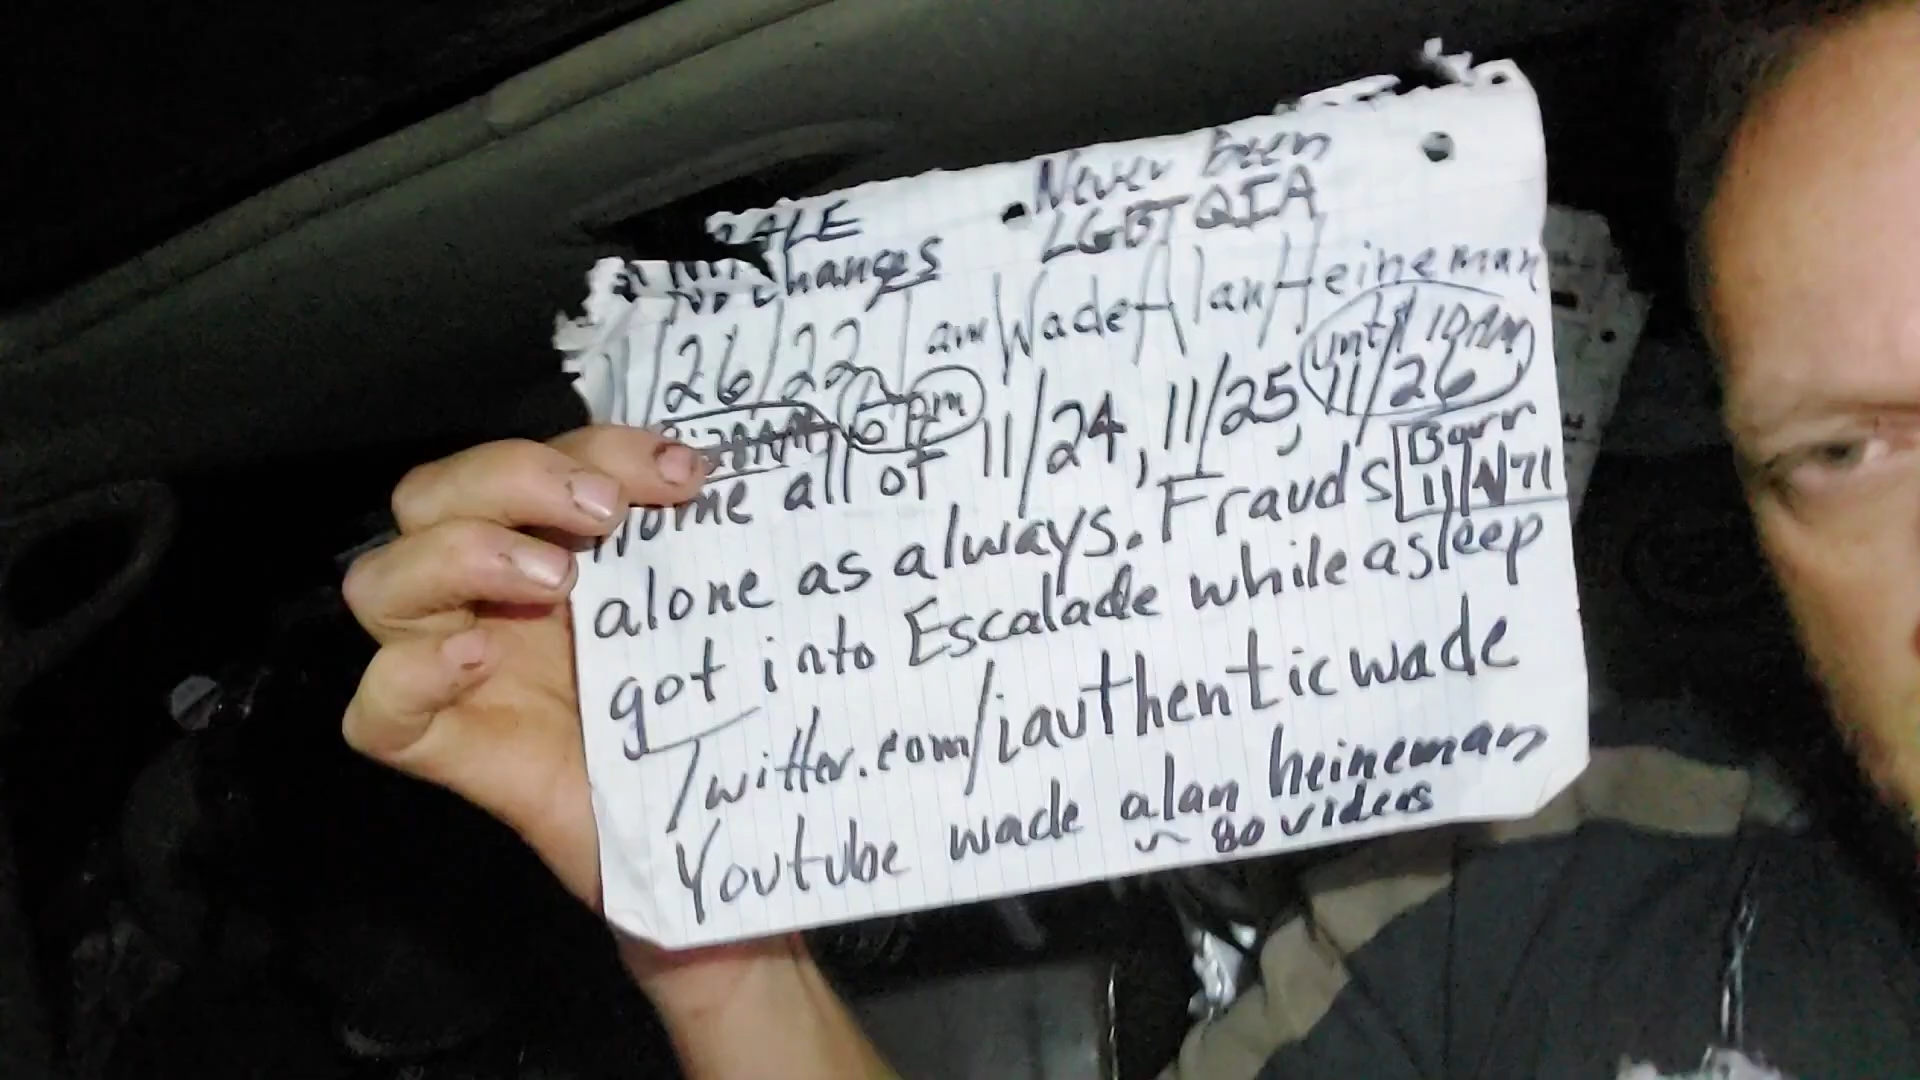 Never Been
LGBTQIA
No changes
11/26/22 I am Wade Alan Heineman
6 pm
until 10AM
Home all of 11/24, 11/25, 11/26
Born
alone as always. Frauds
got into Escalade while asleep
Twitter.com/iauthenticwade
Youtube wade alan heineman
~ 80 videos